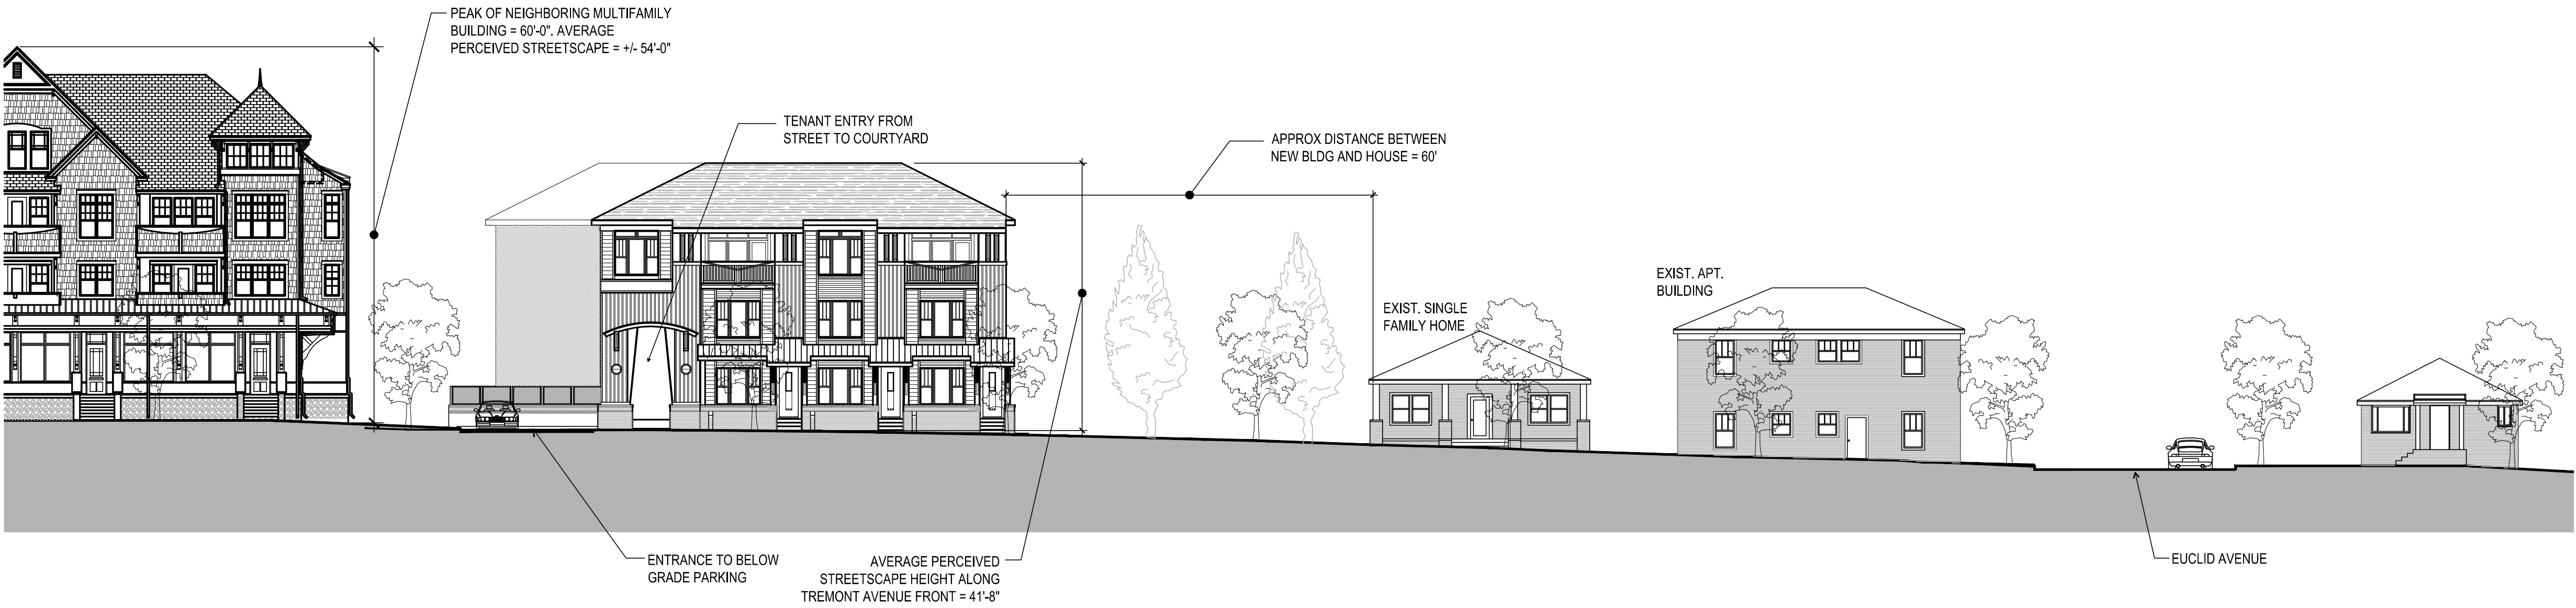 PEAK OF NEIGHBORING MULTIFAMILY
BUILDING = 60'-0". AVERAGE
PERCEIVED STREETSCAPE = +/- 54'-0"
TENANT ENTRY FROM
STREET TO COURTYARD
APPROX DISTANCE BETWEEN
NEW BLDG AND HOUSE = 60'
EXIST. SINGLE
FAMILY HOME
EXIST. APT.
BUILDING
ENTRANCE TO BELOW
GRADE PARKING
AVERAGE PERCEIVED
STREETSCAPE HEIGHT ALONG
TREMONT AVENUE FRONT = 41'-8"
EUCLID AVENUE